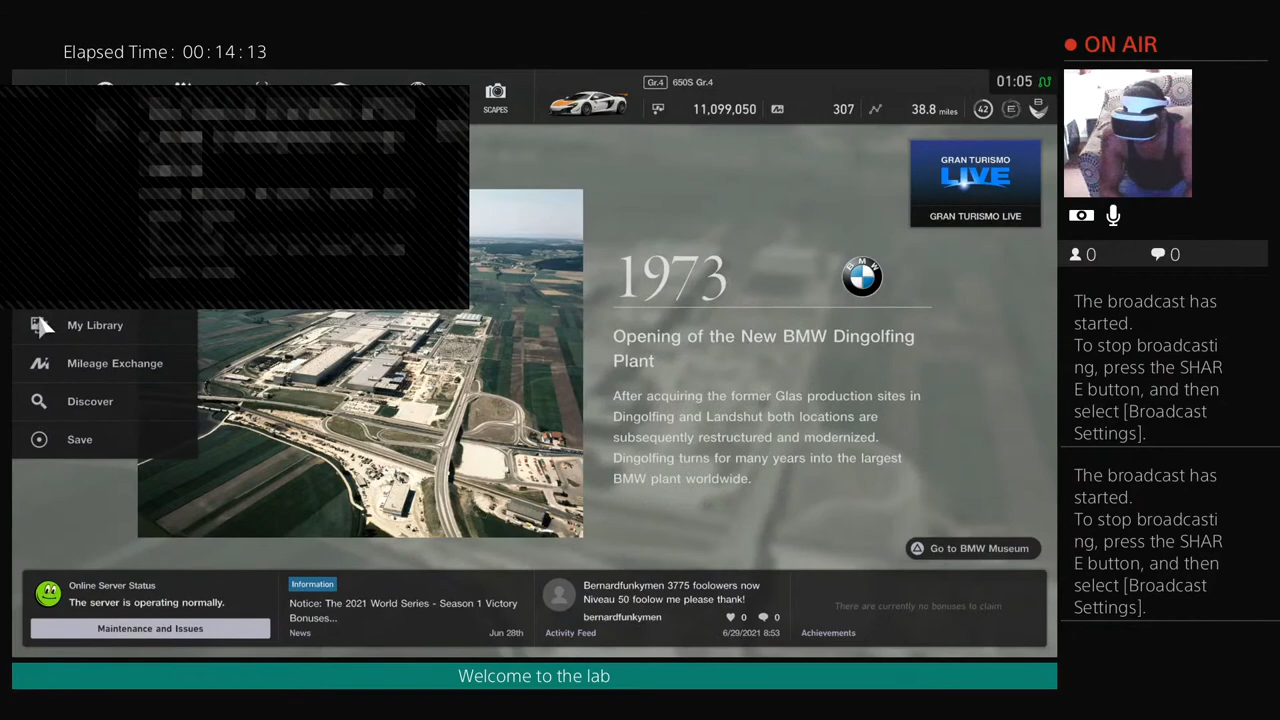 Elapsed Time: 00:14:13
ON AIR
SCAPES
Gr.4 650S Gr.4
11,099,050
307
38.8 miles
42
E
B
01:05
GRAN TURISMO
LIVE
GRAN TURISMO LIVE
0
0
1973
BMW
Opening of the New BMW Dingolfing
Plant
After acquiring the former Glas production sites in
Dingolfing and Landshut both locations are
subsequently restructured and modernized.
Dingolfing turns for many years into the largest
BMW plant worldwide.
Go to BMW Museum
My Library
Mileage Exchange
Discover
Save
Online Server Status
The server is operating normally.
Maintenance and Issues
Information
Notice: The 2021 World Series - Season 1 Victory
Bonuses...
News Jun 28th
Bernardfunkymen 3775 foolowers now
Niveau 50 foolow me please thank!
bernardfunkymen 0 0
Activity Feed 6/29/2021 8:53
There are currently no bonuses to claim
Achievements
Welcome to the lab
The broadcast has
started.
To stop broadcasti
ng, press the SHAR
E button, and then
select [Broadcast
Settings].
The broadcast has
started.
To stop broadcasti
ng, press the SHAR
E button, and then
select [Broadcast
Settings].